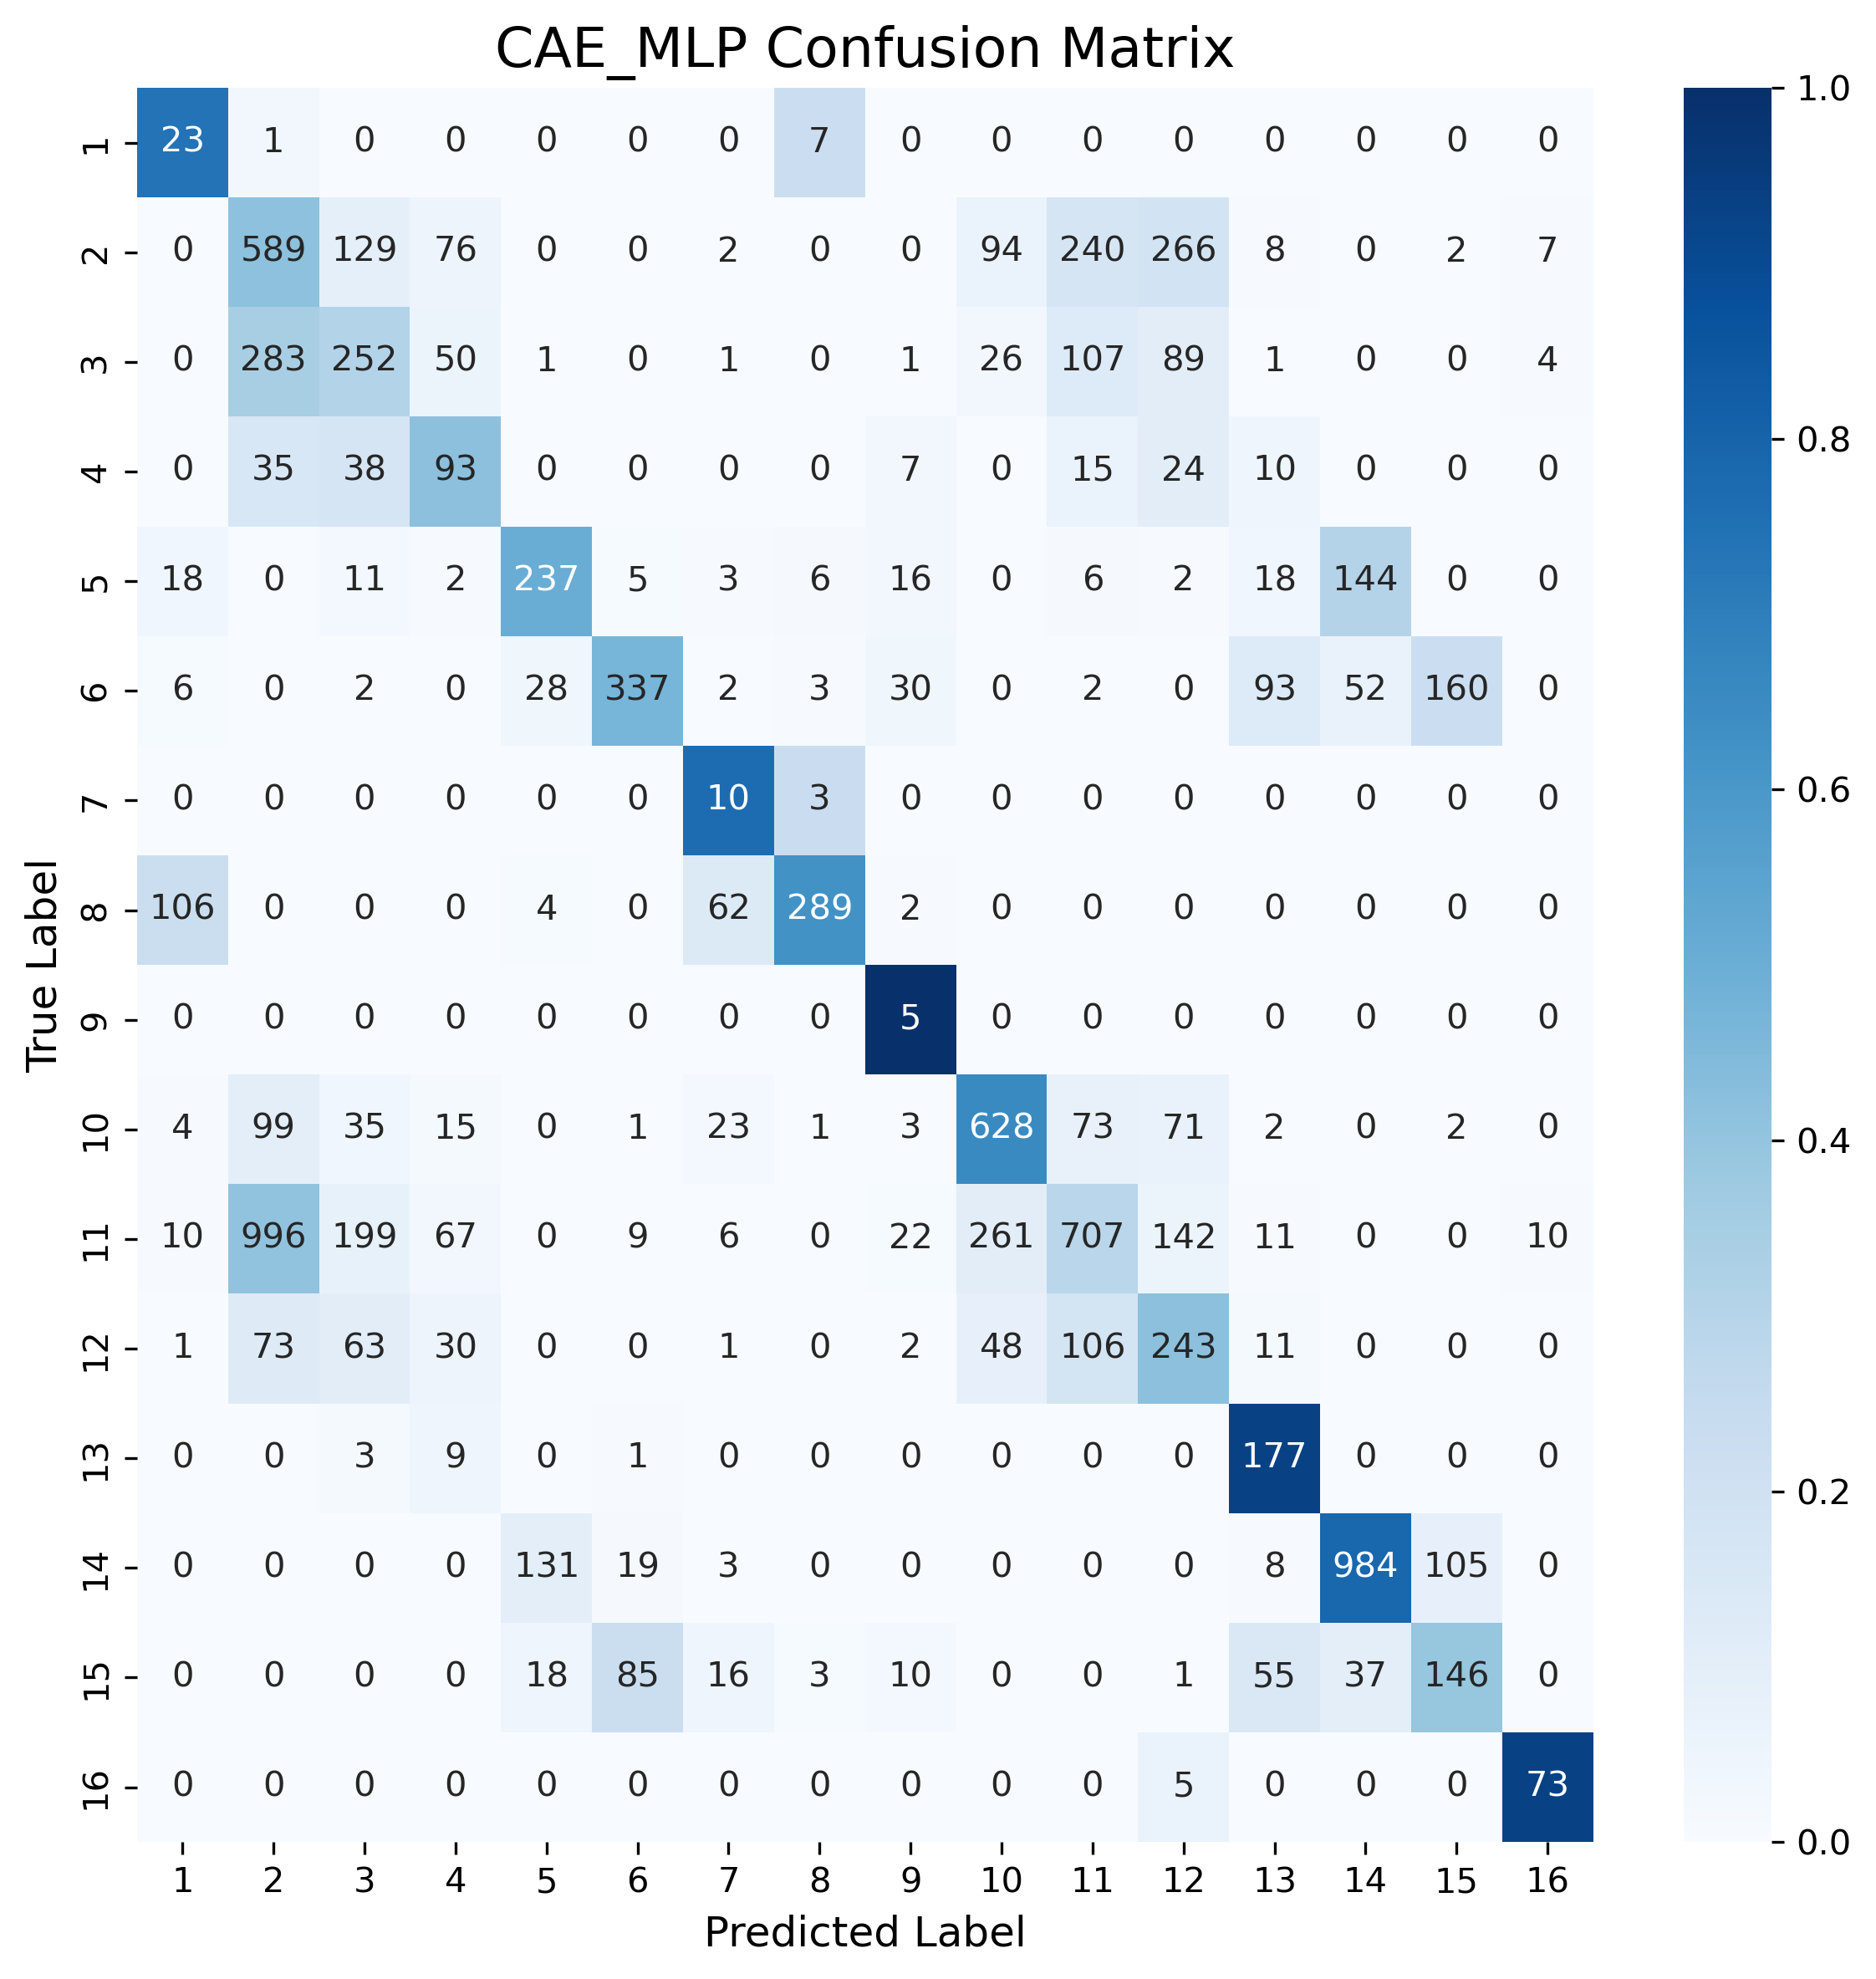 CAE_MLP Confusion Matrix
1 23 1 0 0 0 0 0 7 0 0 0 0 0 0 0 0
2 0 589 129 76 0 0 2 0 0 94 240 266 8 0 2 7
3 0 283 252 50 1 0 1 0 1 26 107 89 1 0 0 4
4 0 35 38 93 0 0 0 0 7 0 15 24 10 0 0 0
5 18 0 11 2 237 5 3 6 16 0 6 2 18 144 0 0
6 6 0 2 0 28 337 2 3 30 0 2 0 93 52 160 0
7 0 0 0 0 0 0 10 3 0 0 0 0 0 0 0 0
8 106 0 0 0 4 0 62 289 2 0 0 0 0 0 0 0
9 0 0 0 0 0 0 0 0 5 0 0 0 0 0 0 0
10 4 99 35 15 0 1 23 1 3 628 73 71 2 0 2 0
11 10 996 199 67 0 9 6 0 22 261 707 142 11 0 0 10
12 1 73 63 30 0 0 1 0 2 48 106 243 11 0 0 0
13 0 0 3 9 0 1 0 0 0 0 0 0 177 0 0 0
14 0 0 0 0 131 19 3 0 0 0 0 0 8 984 105 0
15 0 0 0 0 18 85 16 3 10 0 0 1 55 37 146 0
16 0 0 0 0 0 0 0 0 0 0 0 5 0 0 0 73
1 2 3 4 5 6 7 8 9 10 11 12 13 14 15 16
Predicted Label
True Label
1.0
0.8
0.6
0.4
0.2
0.0